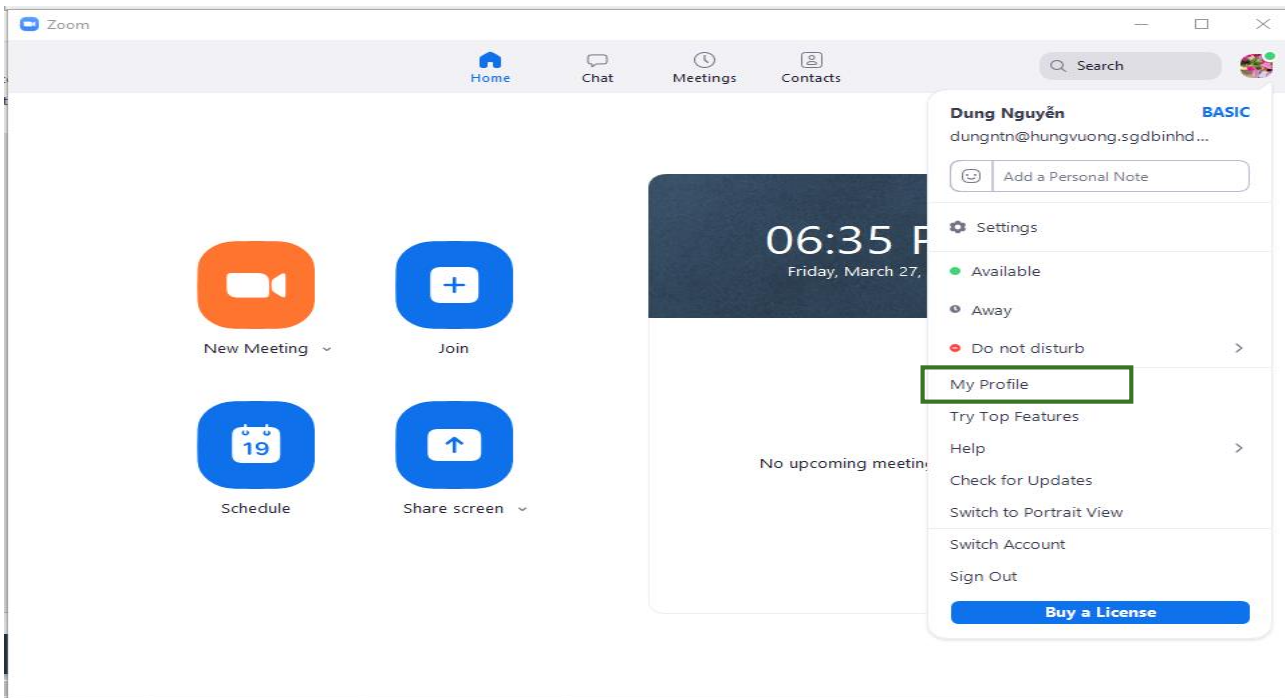 Zoom
Home
Chat
Meetings
Contacts
Search
Dung Nguyễn BASIC
dungntn@hungvuong.sgdbinhd...
Add a Personal Note
Settings
Available
Away
Do not disturb
My Profile
Try Top Features
Help
Check for Updates
Switch to Portrait View
Switch Account
Sign Out
Buy a License
06:35
Friday, March 27,
No upcoming
New Meeting
Join
19
Schedule
Share screen